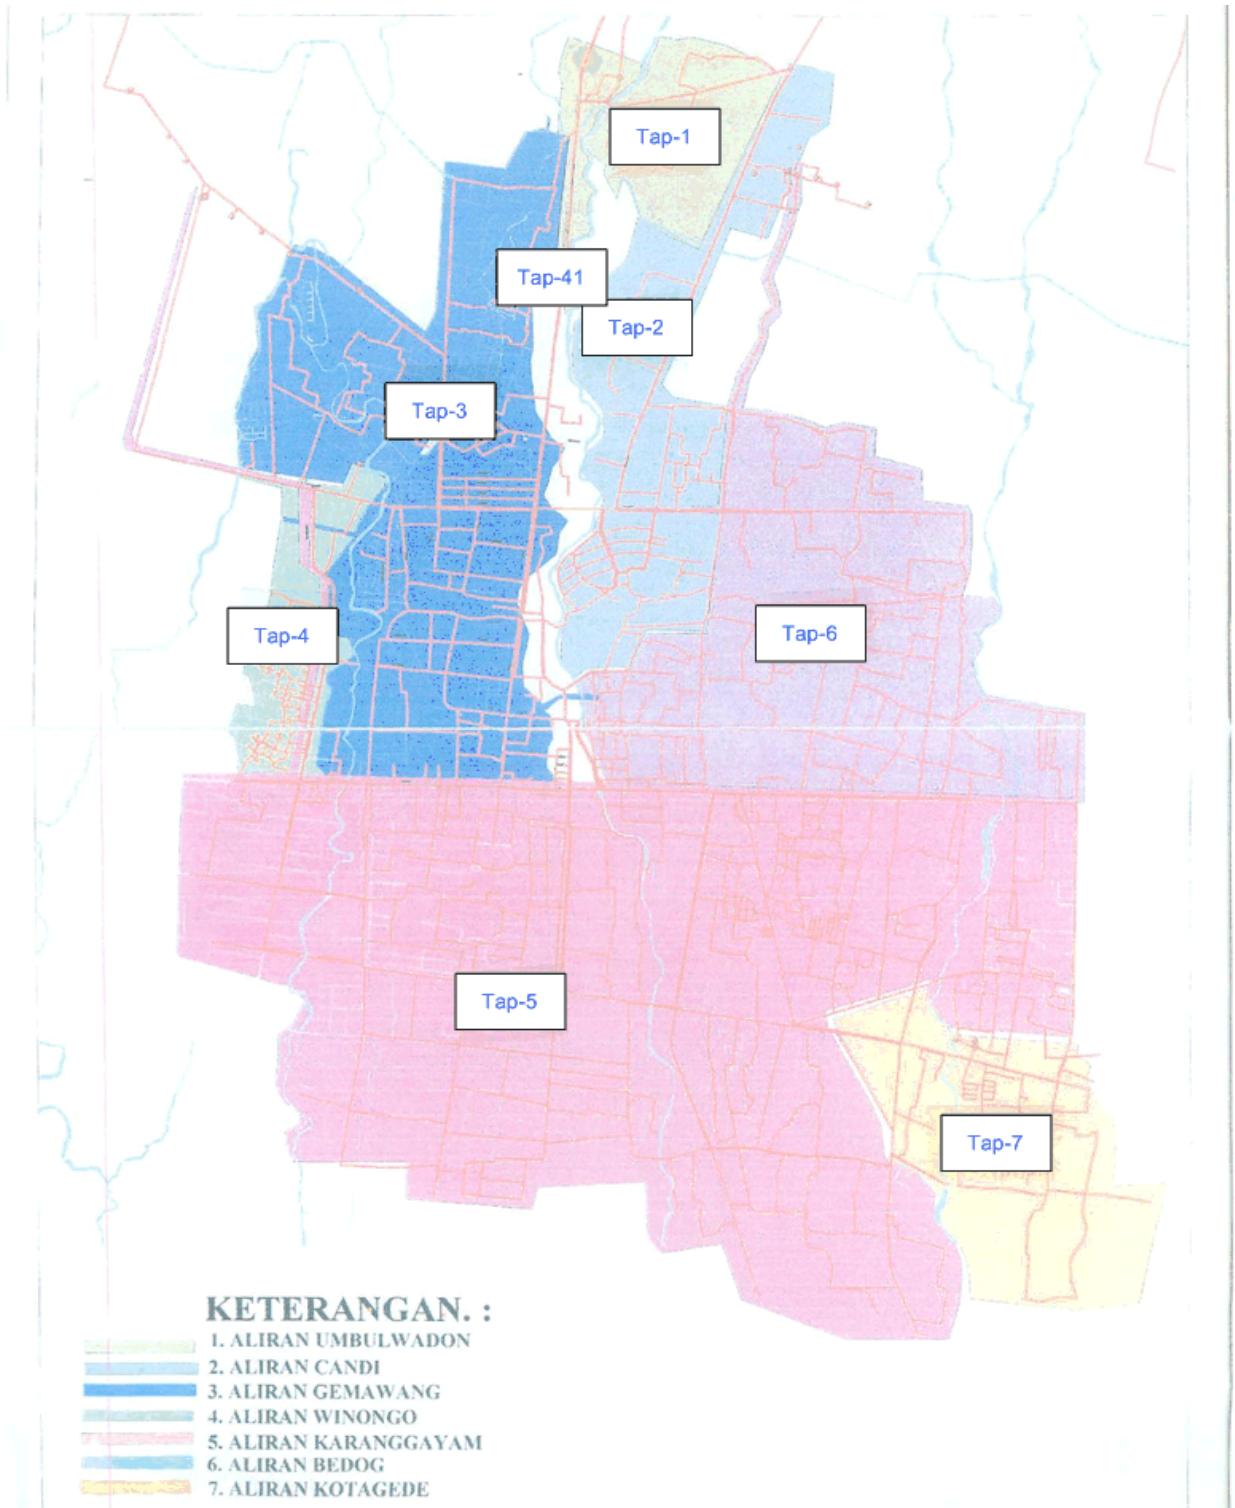 Tap-1
Tap-41
Tap-2
Tap-3
Tap-4
Tap-6
Tap-5
Tap-7
KETERANGAN. :
1. ALIRAN UMBULWADON
2. ALIRAN CANDI
3. ALIRAN GEMAWANG
4. ALIRAN WINONGO
5. ALIRAN KARANGGAYAM
6. ALIRAN BEDOG
7. ALIRAN KOTAGEDE